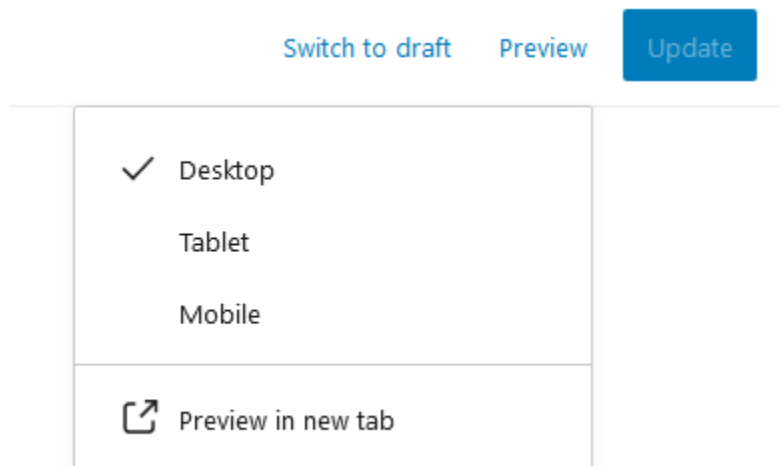 Switch to draft Preview Update
Desktop
Tablet
Mobile
Preview in new tab